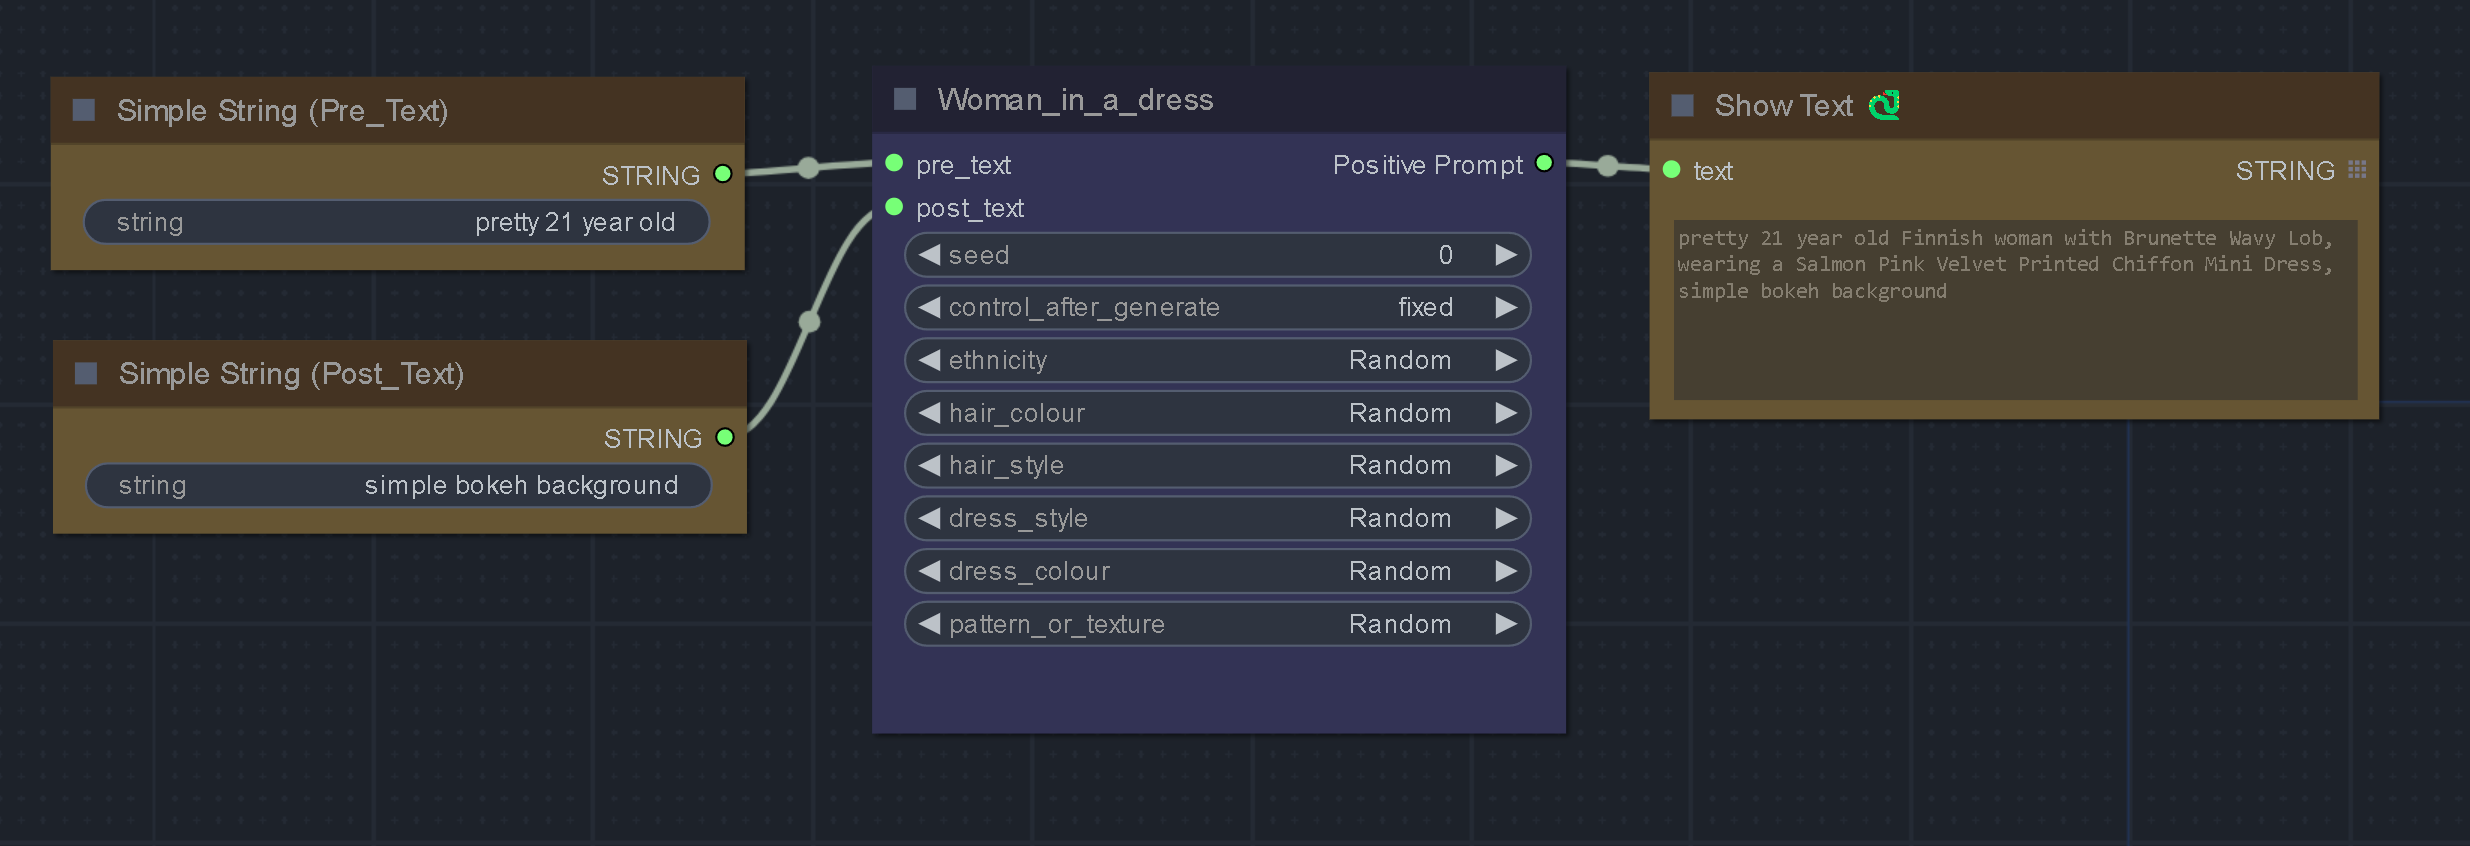 Simple String (Pre_Text)
STRING
string pretty 21 year old
Simple String (Post_Text)
STRING
string simple bokeh background
Woman_in_a_dress
pre_text Positive Prompt
post_text
seed 0
control_after_generate fixed
ethnicity Random
hair_colour Random
hair_style Random
dress_style Random
dress_colour Random
pattern_or_texture Random
Show Text
text STRING
pretty 21 year old Finnish woman with Brunette Wavy Lob,
wearing a Salmon Pink Velvet Printed Chiffon Mini Dress,
simple bokeh background